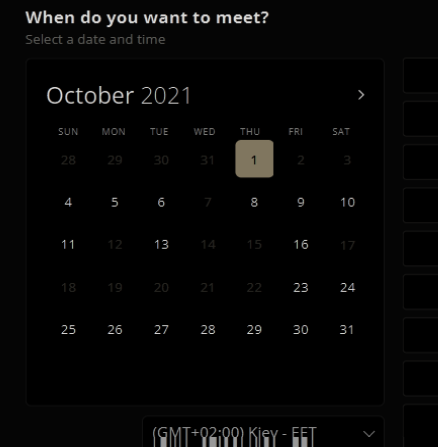 When do you want to meet?
Select a date and time
October 2021
SUN MON TUE WED THU FRI SAT
28 29 30 31 1 2 3
4 5 6 7 8 9 10
11 12 13 14 15 16 17
18 19 20 21 22 23 24
25 26 27 28 29 30 31
(GMT+02:00) Kiev - EET